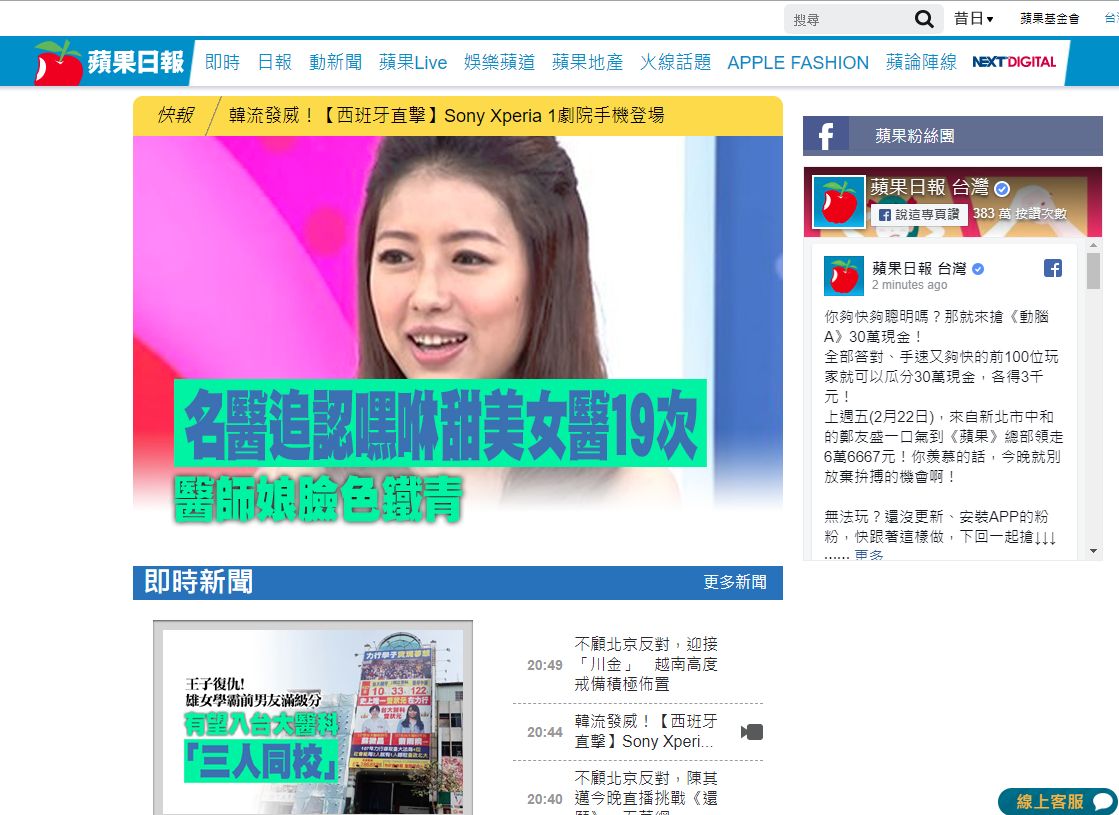 搜尋
昔日▾
蘋果基金會
蘋果日報
即時 日報 動新聞 蘋果Live 娛樂蘋道 蘋果地產 火線話題 APPLE FASHION 蘋論陣線 NEXTDIGITAL
快報
韓流發威！【西班牙直擊】Sony Xperia 1劇院手機登場
名醫追認嘿咻甜美女醫19次
醫師娘臉色鐵青
蘋果粉絲團
蘋果日報 台灣
說這專頁讚
383 萬 按讚次數
蘋果日報 台灣
2 minutes ago
你夠快夠聰明嗎？那就來搶《動腦
A》30萬現金！
全部答對、手速又夠快的前100位玩
家就可以瓜分30萬現金，各得3千
元！
上週五(2月22日)，來自新北市中和
的鄭友盛一口氣到《蘋果》總部領走
6萬6667元！你羨慕的話，今晚就別
放棄拚搏的機會啊！
無法玩？還沒更新、安裝APP的粉
粉，快跟著這樣做，下回一起搶↓↓↓
...... 更多
即時新聞
更多新聞
王子復仇!
雄女學霸前男友滿級分
有望入台大醫科
「三人同校」
力行學子實現夢想
10 33 122
20:49
不顧北京反對，迎接
「川金」　越南高度
戒備積極佈置
20:44
韓流發威！【西班牙
直擊】Sony Xperi...
20:40
不顧北京反對，陳其
邁今晚直播挑戰《還
線上客服